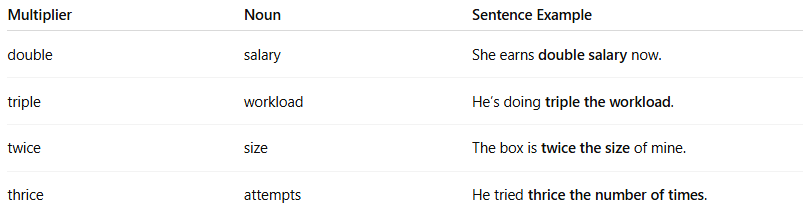 Multiplier Noun Sentence Example
double salary She earns double salary now.
triple workload He’s doing triple the workload.
twice size The box is twice the size of mine.
thrice attempts He tried thrice the number of times.